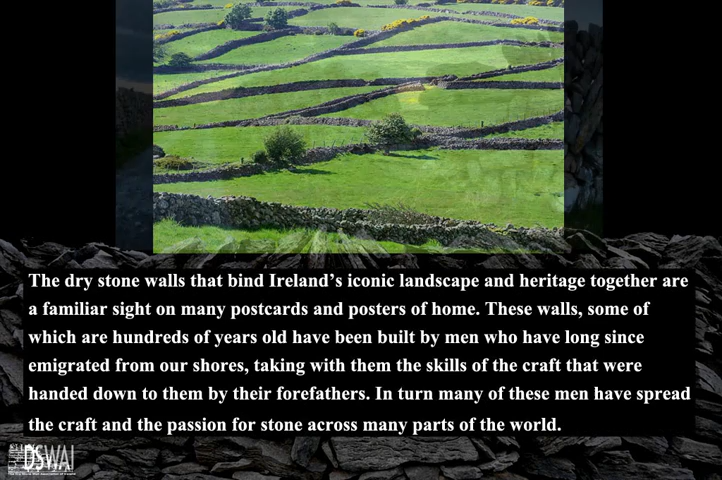 The dry stone walls that bind Ireland’s iconic landscape and heritage together are
a familiar sight on many postcards and posters of home. These walls, some of
which are hundreds of years old have been built by men who have long since
emigrated from our shores, taking with them the skills of the craft that were
handed down to them by their forefathers. In turn many of these men have spread
the craft and the passion for stone across many parts of the world.
DSWAI